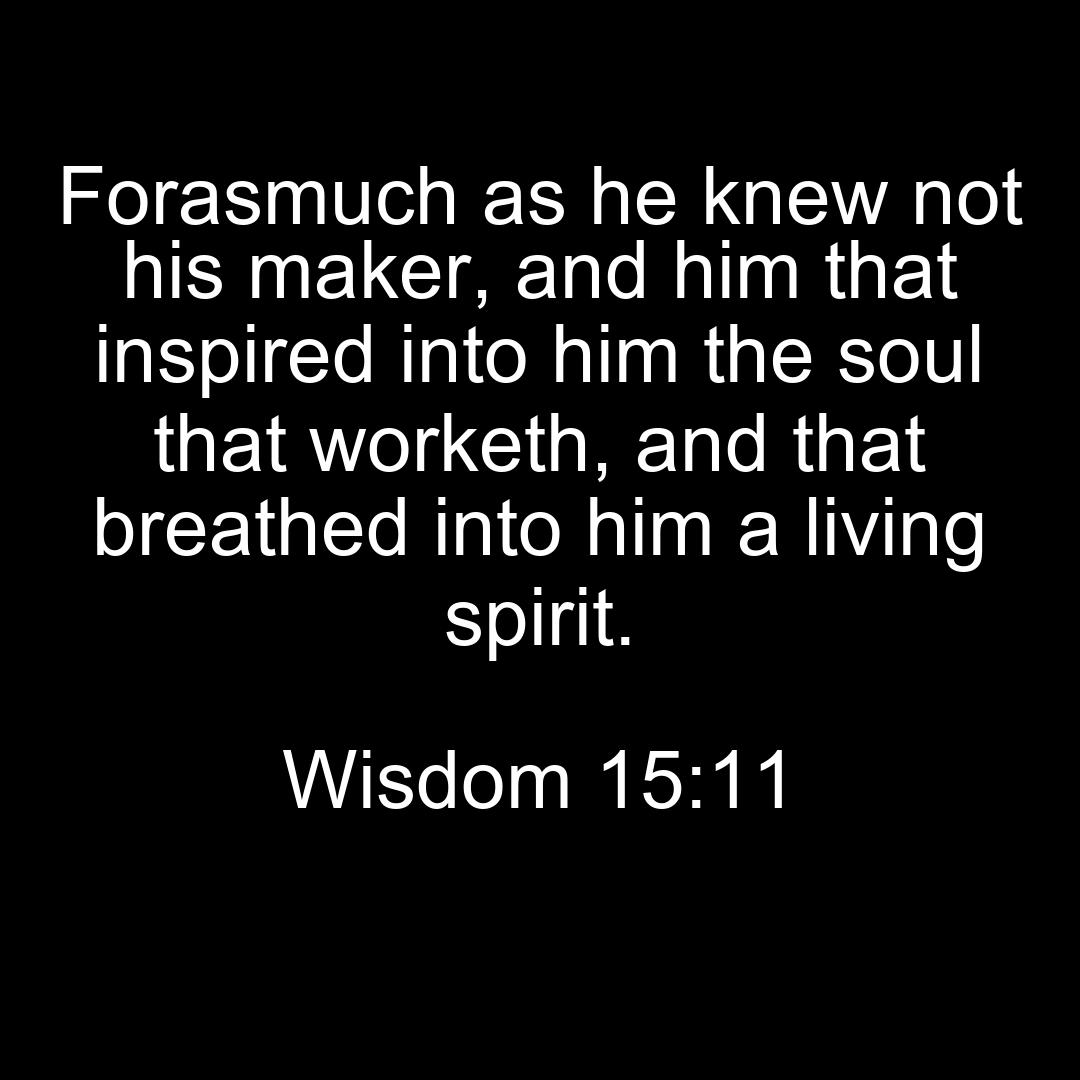 Forasmuch as he knew not
his maker, and him that
inspired into him the soul
that worketh, and that
breathed into him a living
spirit.
Wisdom 15:11